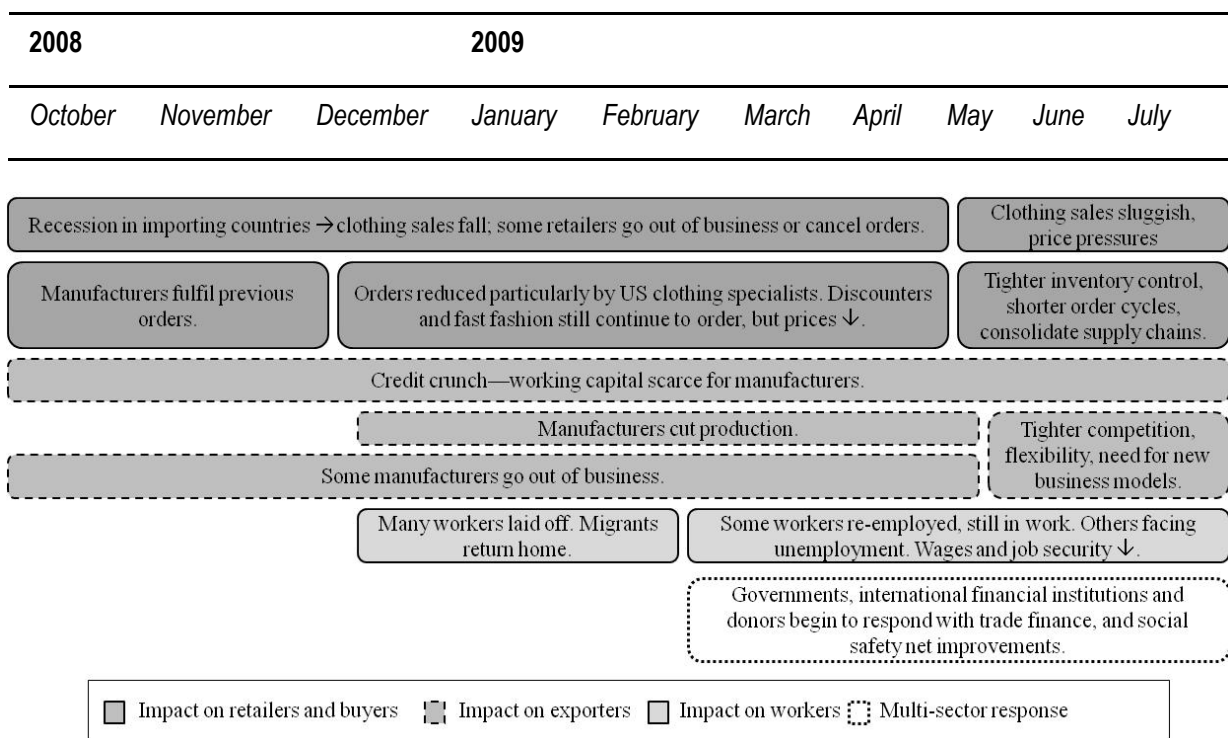 2008 2009
October November December January February March April May June July
Recession in importing countries →clothing sales fall; some retailers go out of business or cancel orders.
Clothing sales sluggish,
price pressures
Manufacturers fulfil previous
orders.
Orders reduced particularly by US clothing specialists. Discounters
and fast fashion still continue to order, but prices ↓.
Tighter inventory control,
shorter order cycles,
consolidate supply chains.
Credit crunch—working capital scarce for manufacturers.
Manufacturers cut production.
Tighter competition,
flexibility, need for new
business models.
Some manufacturers go out of business.
Many workers laid off. Migrants
return home.
Some workers re-employed, still in work. Others facing
unemployment. Wages and job security ↓.
Governments, international financial institutions and
donors begin to respond with trade finance, and social
safety net improvements.
Impact on retailers and buyers Impact on exporters Impact on workers Multi-sector response